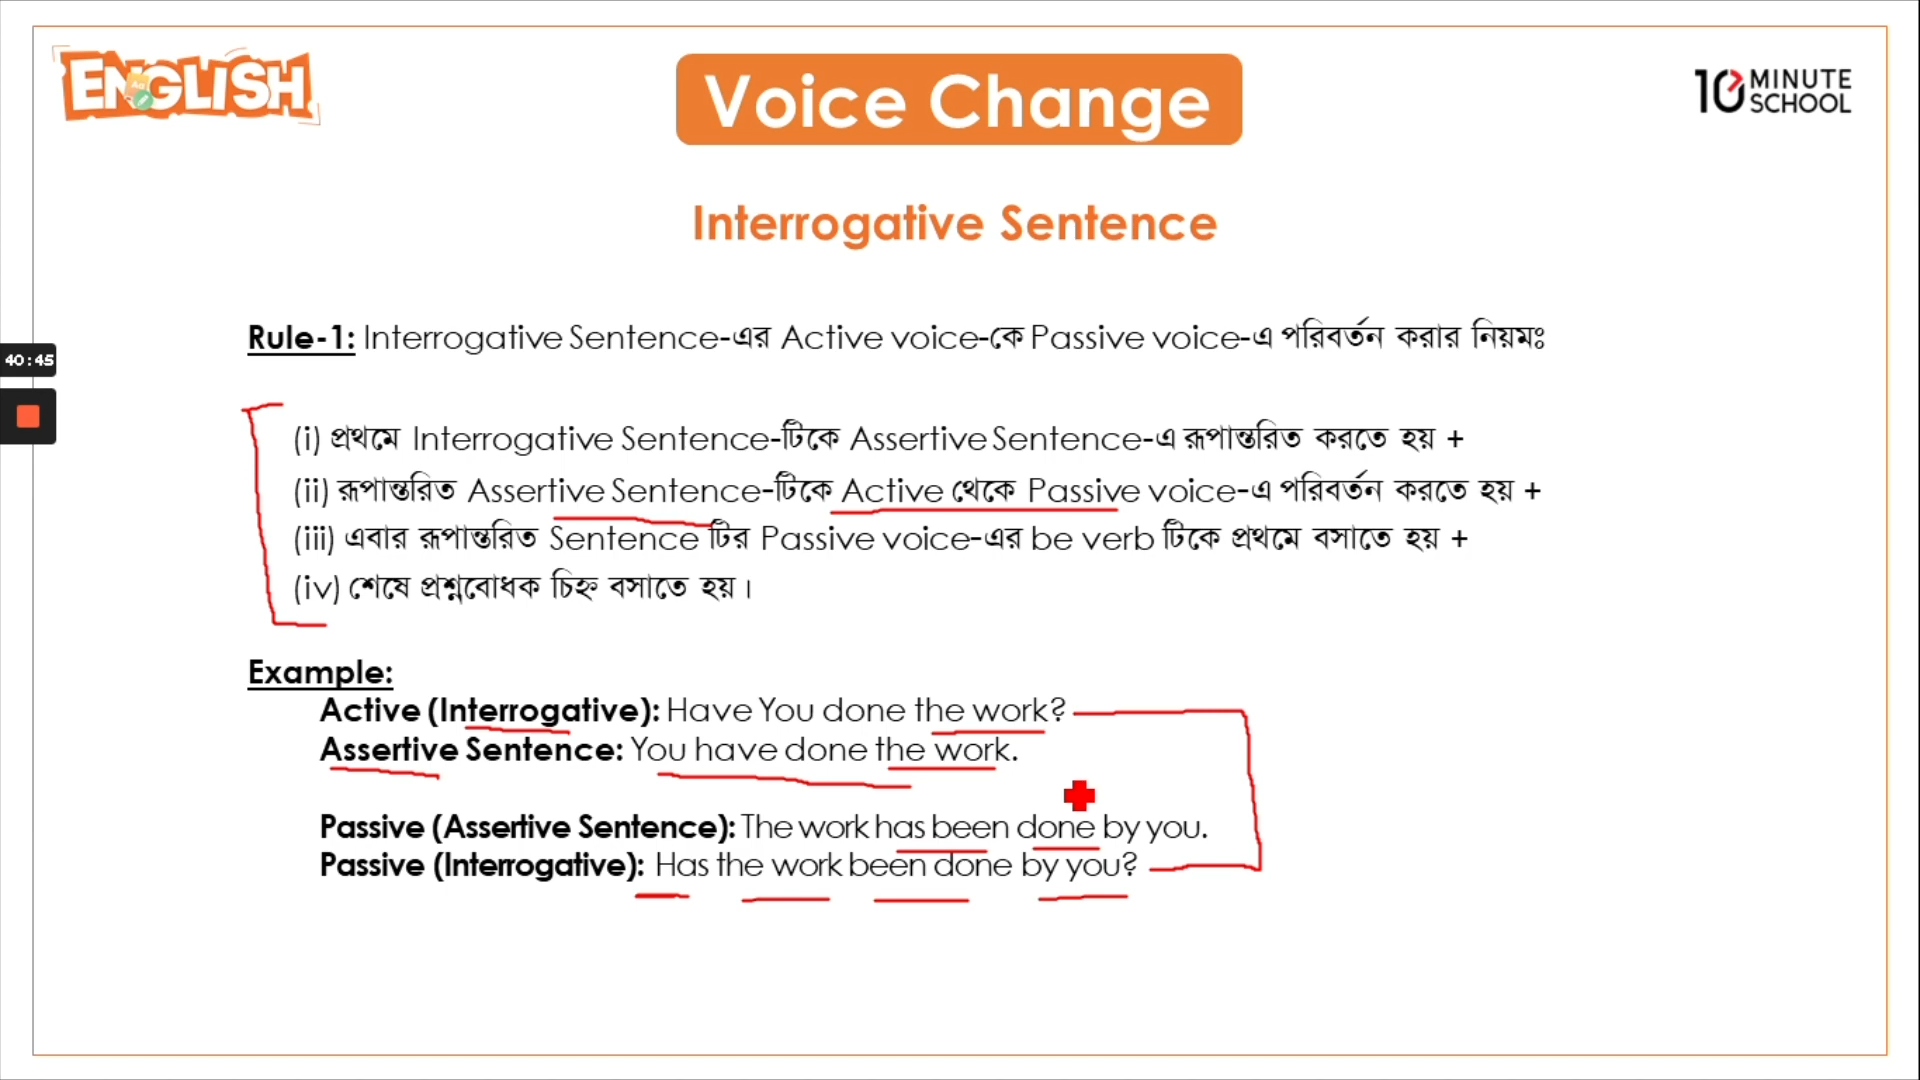 ENGLISH
Voice Change
10 MINUTE SCHOOL
Interrogative Sentence
Rule-1: Interrogative Sentence-এর Active voice-কে Passive voice-এ পরিবর্তন করার নিয়মঃ
40:45
(i) প্রথমে Interrogative Sentence-টিকে Assertive Sentence-এ রূপান্তরিত করতে হয় +
(ii) রূপান্তরিত Assertive Sentence-টিকে Active থেকে Passive voice-এ পরিবর্তন করতে হয় +
(iii) এবার রূপান্তরিত Sentence টির Passive voice-এর be verb টিকে প্রথমে বসাতে হয় +
(iv) শেষে প্রশ্নবোধক চিহ্ন বসাতে হয়।
Example:
Active (Interrogative): Have You done the work?
Assertive Sentence: You have done the work.
Passive (Assertive Sentence): The work has been done by you.
Passive (Interrogative): Has the work been done by you?